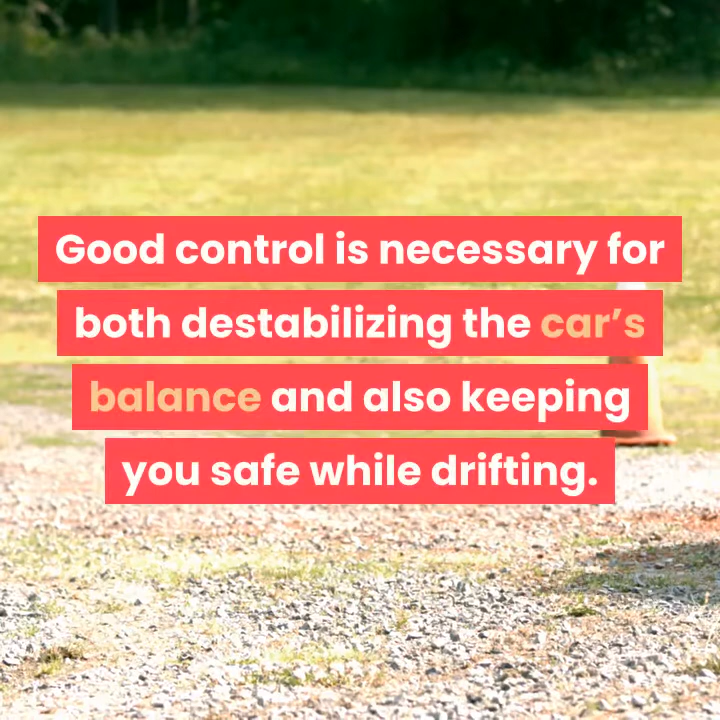 Good control is necessary for
both destabilizing the car’s
balance and also keeping
you safe while drifting.